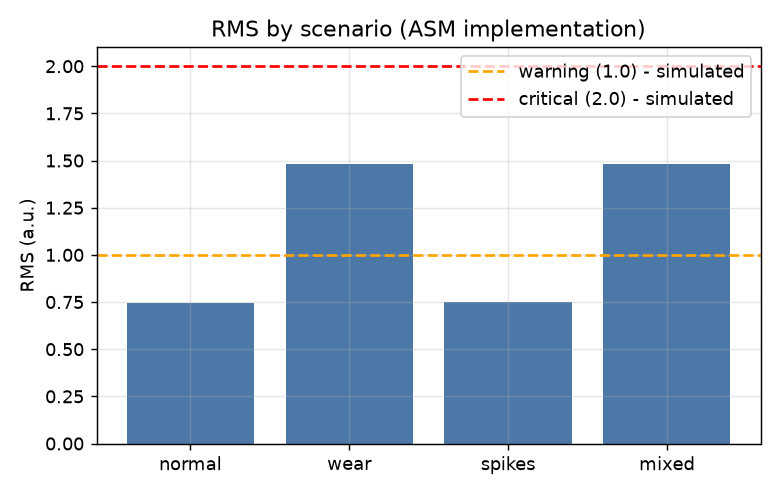 RMS by scenario (ASM implementation)
warning (1.0) - simulated
critical (2.0) - simulated
RMS (a.u.)
2.00
1.75
1.50
1.25
1.00
0.75
0.50
0.25
0.00
normal
wear
spikes
mixed